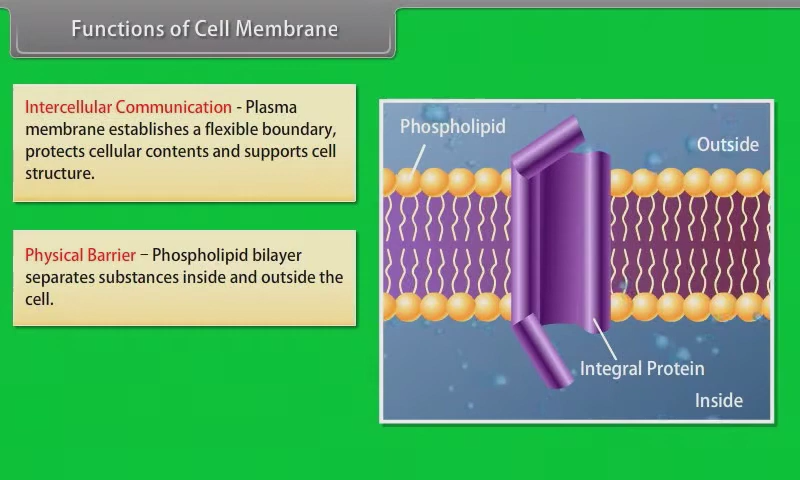 Functions of Cell Membrane
Intercellular Communication - Plasma
membrane establishes a flexible boundary,
protects cellular contents and supports cell
structure.
Physical Barrier – Phospholipid bilayer
separates substances inside and outside the
cell.
Phospholipid
Outside
Integral Protein
Inside